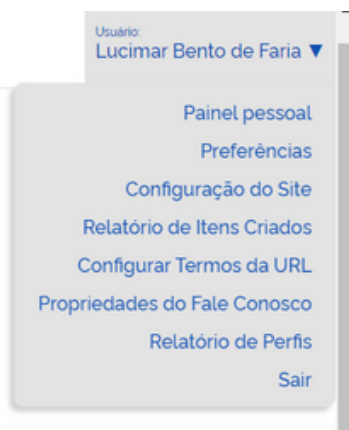 Usuário:
Lucimar Bento de Faria ▼
Painel pessoal
Preferências
Configuração do Site
Relatório de Itens Criados
Configurar Termos da URL
Propriedades do Fale Conosco
Relatório de Perfis
Sair